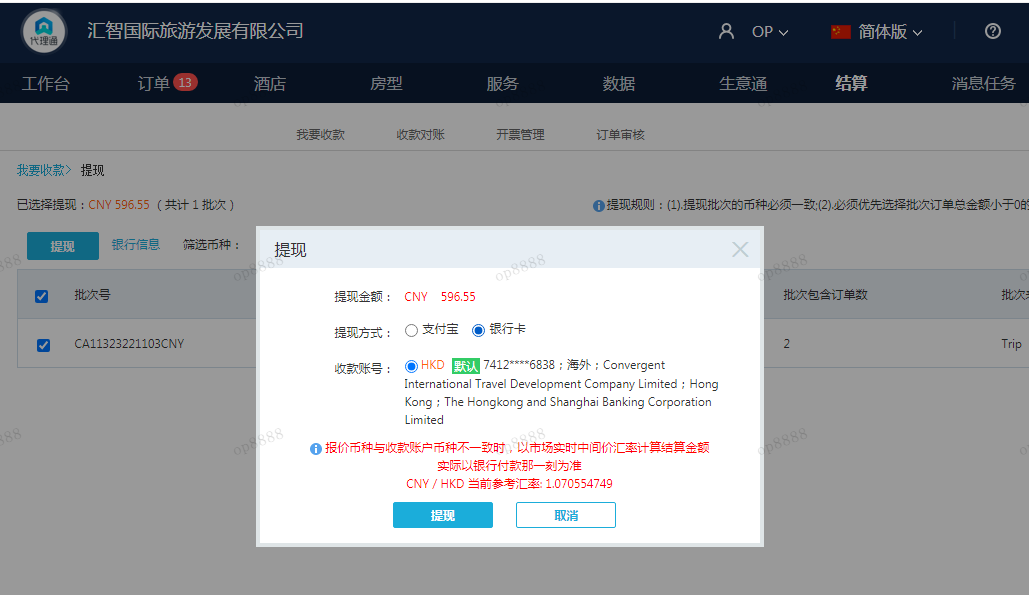 代理通
汇智国际旅游发展有限公司
OP
简体版
工作台 订单 13 酒店 房型 服务 数据 生意通 结算 消息任务
我要收款 收款对账 开票管理 订单审核
我要收款> 提现
已选择提现：CNY 596.55 （ 共计 1 批次 ）
提现规则：(1).提现批次的币种必须一致;(2).必须优先选择批次订单总金额小于0的
提现 银行信息 筛选币种：
批次号 批次包含订单数
CA11323221103CNY 2 Trip
提现
提现金额： CNY 596.55
提现方式： 支付宝 银行卡
收款账号： HKD 默认 7412****6838；海外；Convergent
International Travel Development Company Limited；Hong
Kong；The Hongkong and Shanghai Banking Corporation
Limited
报价币种与收款账户币种不一致时，以市场实时中间价汇率计算结算金额
实际以银行付款那一刻为准
CNY / HKD 当前参考汇率: 1.070554749
提现 取消
op8888
op8888
op8888
op8888
op8888